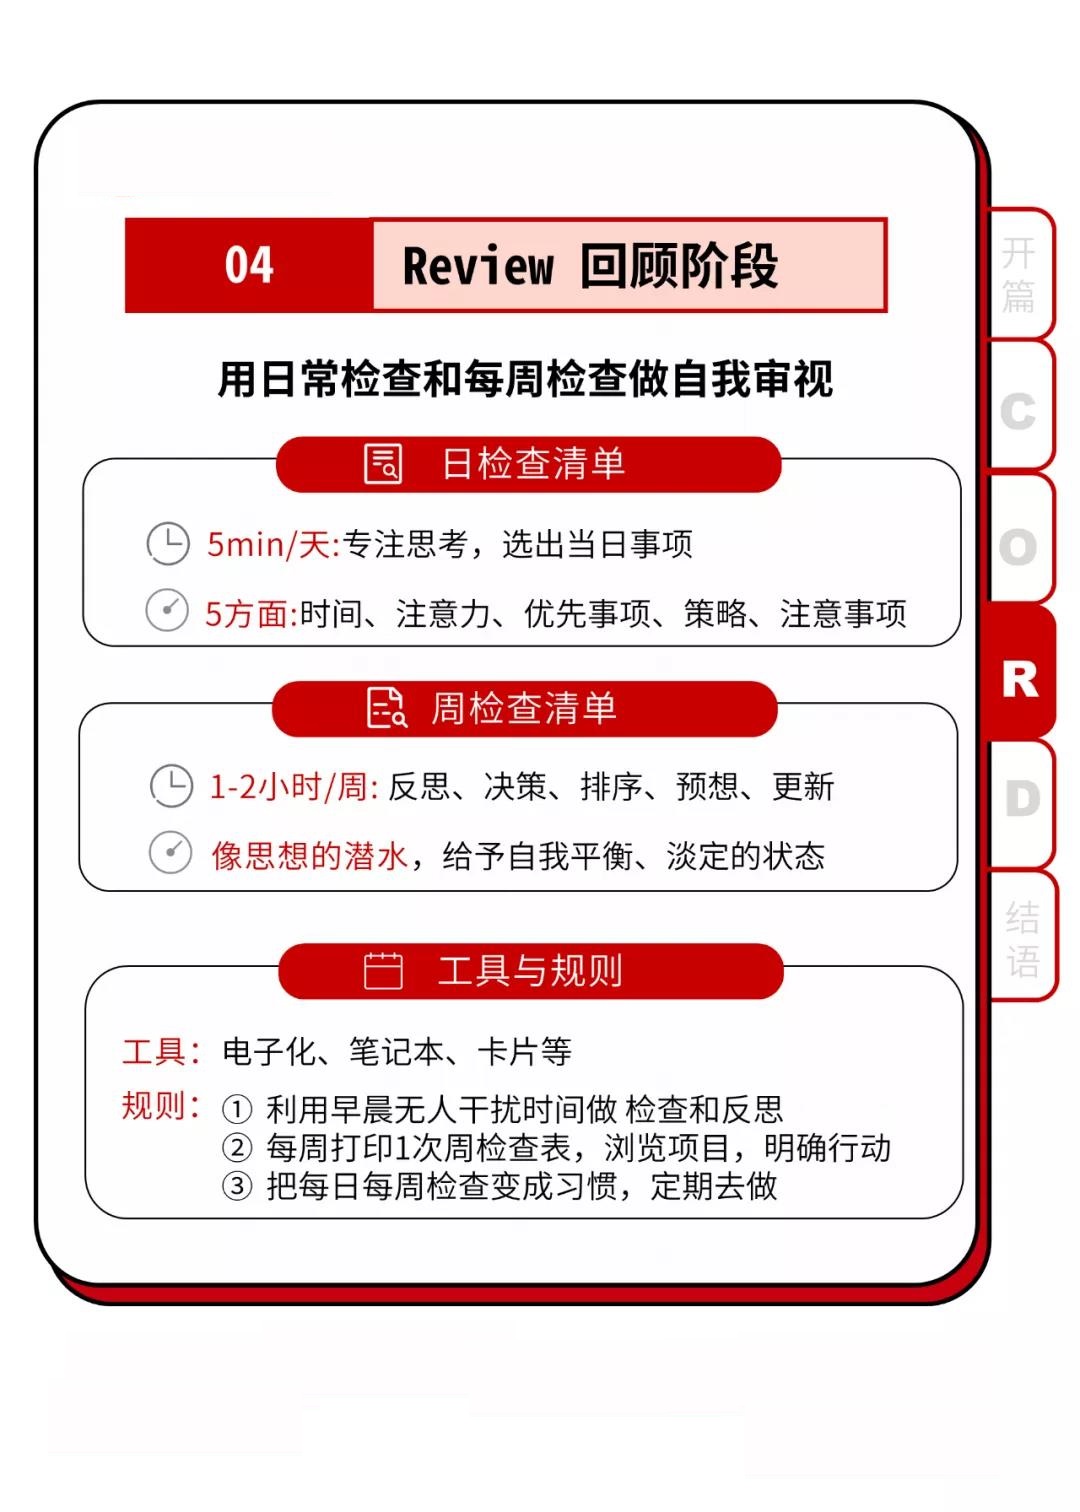 04 Review 回顾阶段
用日常检查和每周检查做自我审视
日检查清单
5min/天:专注思考，选出当日事项
5方面:时间、注意力、优先事项、策略、注意事项
周检查清单
1-2小时/周: 反思、决策、排序、预想、更新
像思想的潜水，给予自我平衡、淡定的状态
工具与规则
工具：电子化、笔记本、卡片等
规则：① 利用早晨无人干扰时间做 检查和反思
② 每周打印1次周检查表，浏览项目，明确行动
③ 把每日每周检查变成习惯，定期去做
开篇
C
O
R
D
结语